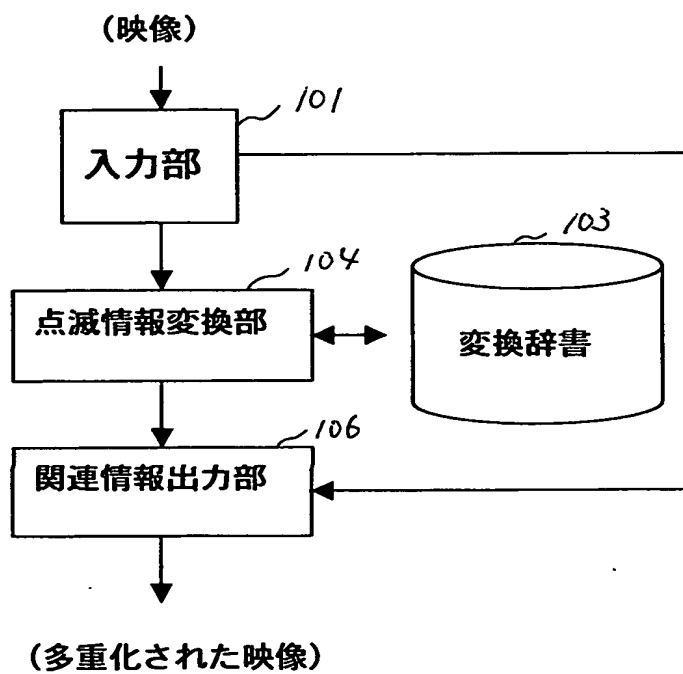 (映像)
101
入力部
103
104
点滅情報変換部
変換辞書
106
関連情報出力部
(多重化された映像)